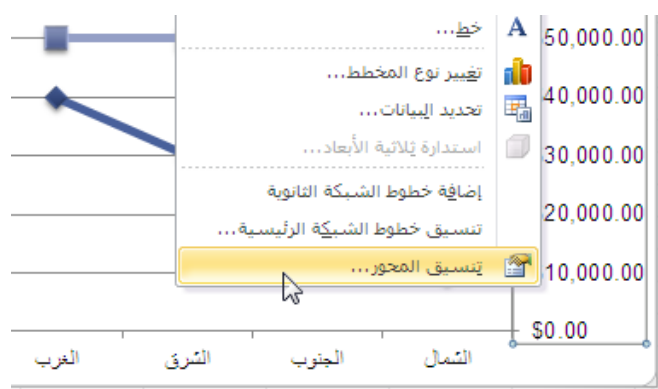 خط...
تغيير نوع المخطط...
تحديد البيانات...
استدارة ثلاثية الأبعاد...
إضافة خطوط الشبكة الثانوية
تنسيق خطوط الشبكة الرئيسية...
تنسيق المحور...
50,000.00
40,000.00
30,000.00
20,000.00
10,000.00
$0.00
الشمال
الجنوب
الشرق
الغرب